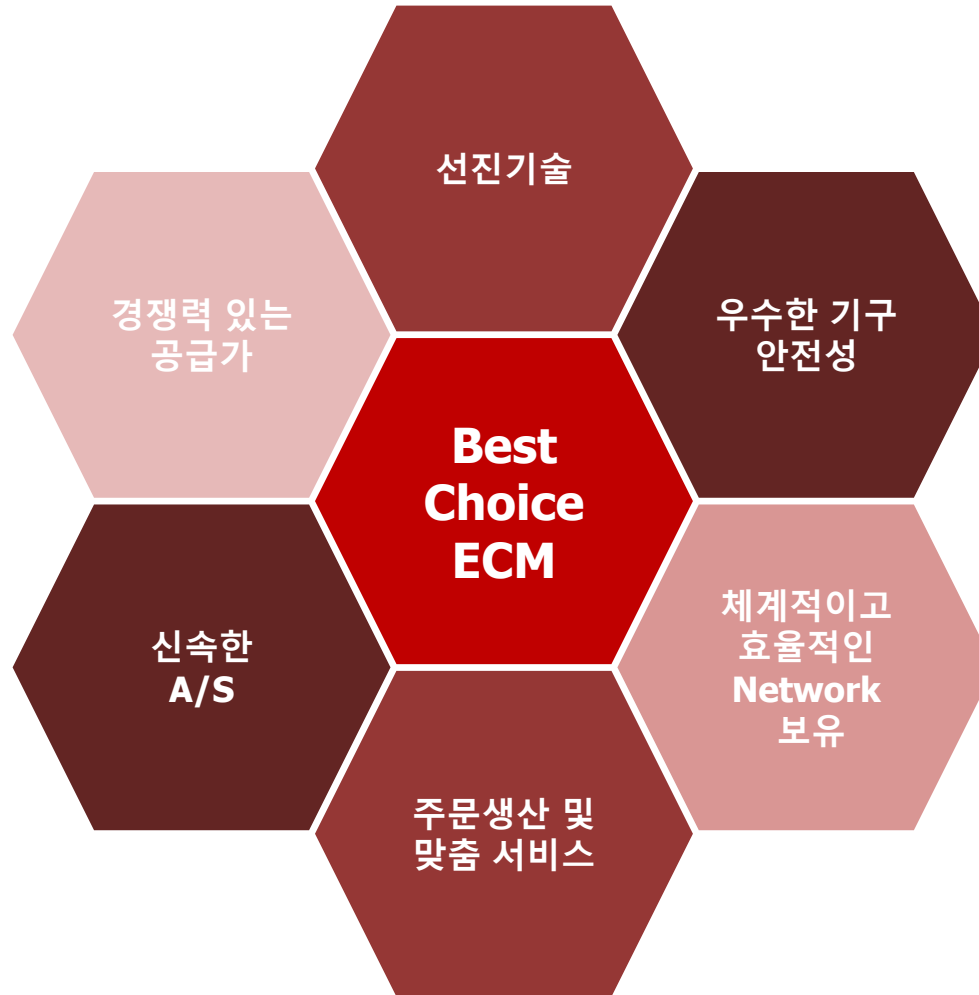 선진기술
경쟁력 있는
공급가
우수한 기구
안전성
Best
Choice
ECM
신속한
A/S
체계적이고
효율적인
Network
보유
주문생산 및
맞춤 서비스